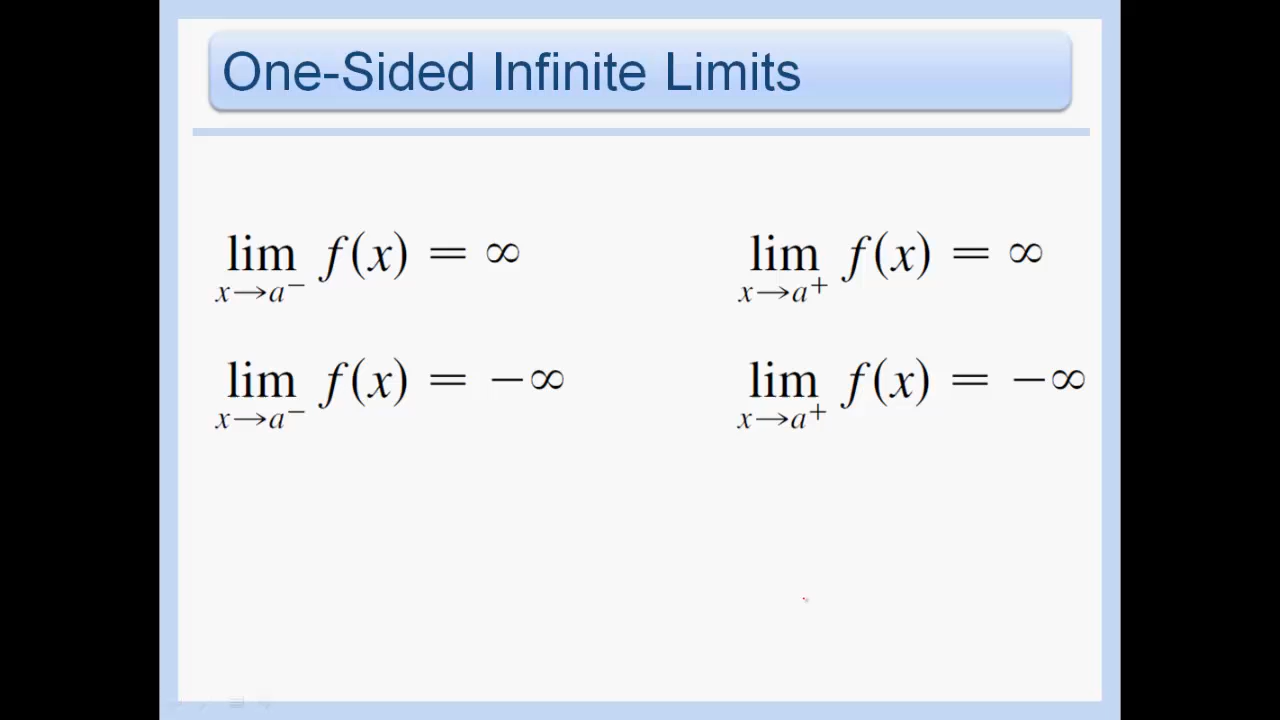 One-Sided Infinite Limits
lim f(x) = ∞
x→a⁻
lim f(x) = ∞
x→a⁺
lim f(x) = −∞
x→a⁻
lim f(x) = −∞
x→a⁺